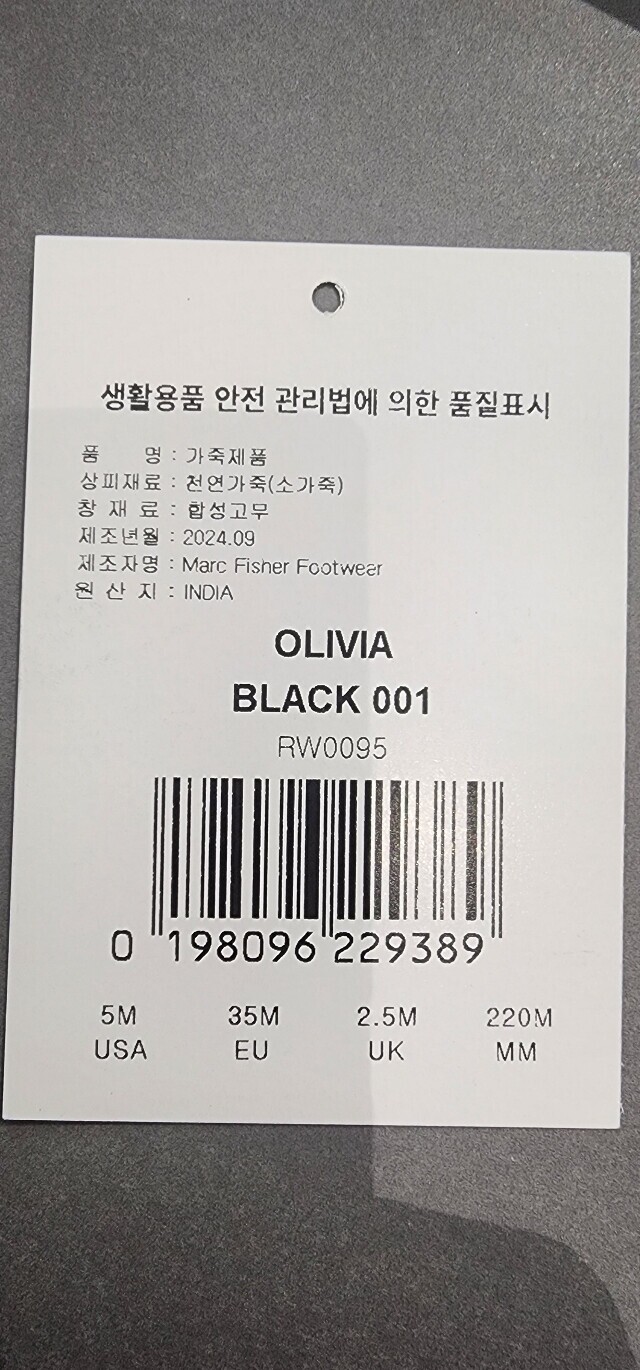 생활용품 안전 관리법에 의한 품질표시
품 명 : 가죽제품
상피재료 : 천연가죽(소가죽)
창 재 료 : 합성고무
제조년월 : 2024.09
제조자명 : Marc Fisher Footwear
원 산 지 : INDIA
OLIVIA
BLACK 001
RW0095
0 198096 229389
5M 35M 2.5M 220M
USA EU UK MM